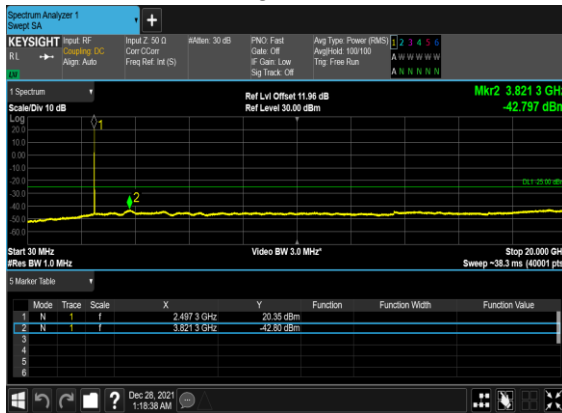 Spectrum Analyzer 1
Swept SA
KEYSIGHT Input: RF Input Z: 50 Ω #Atten: 30 dB PNO: Fast Avg Type: Power (RMS) 1 2 3 4 5 6
RL Coupling: DC Corr CCorr Gate: Off Avg|Hold: 100/100 A W W W W W
Align: Auto Freq Ref: Int (S) IF Gain: Low Trig: Free Run
Sig Track: Off A N N N N N
1 Spectrum Ref Lvl Offset 11.96 dB Mkr2 3.821 3 GHz
Scale/Div 10 dB Ref Level 30.00 dBm -42.797 dBm
Log
20.0
10.0
0.00
-10.0
-20.0
-30.0
-40.0
-50.0
-60.0
1
2
DL1 -25.00 dBm
Start 30 MHz Video BW 3.0 MHz* Stop 20.000 GHz
#Res BW 1.0 MHz Sweep ~38.3 ms (40001 pts)
5 Marker Table
Mode Trace Scale X Y Function Function Width Function Value
1 N 1 f 2.497 3 GHz 20.35 dBm
2 N 1 f 3.821 3 GHz -42.80 dBm
3
4
5
6
? Dec 28, 2021
1:18:38 AM